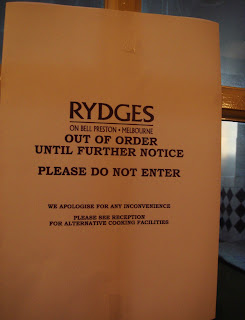 RYDGES
ON BELL PRESTON • MELBOURNE
OUT OF ORDER
UNTIL FURTHER NOTICE
PLEASE DO NOT ENTER
WE APOLOGISE FOR ANY INCONVENIENCE
PLEASE SEE RECEPTION
FOR ALTERNATIVE COOKING FACILITIES